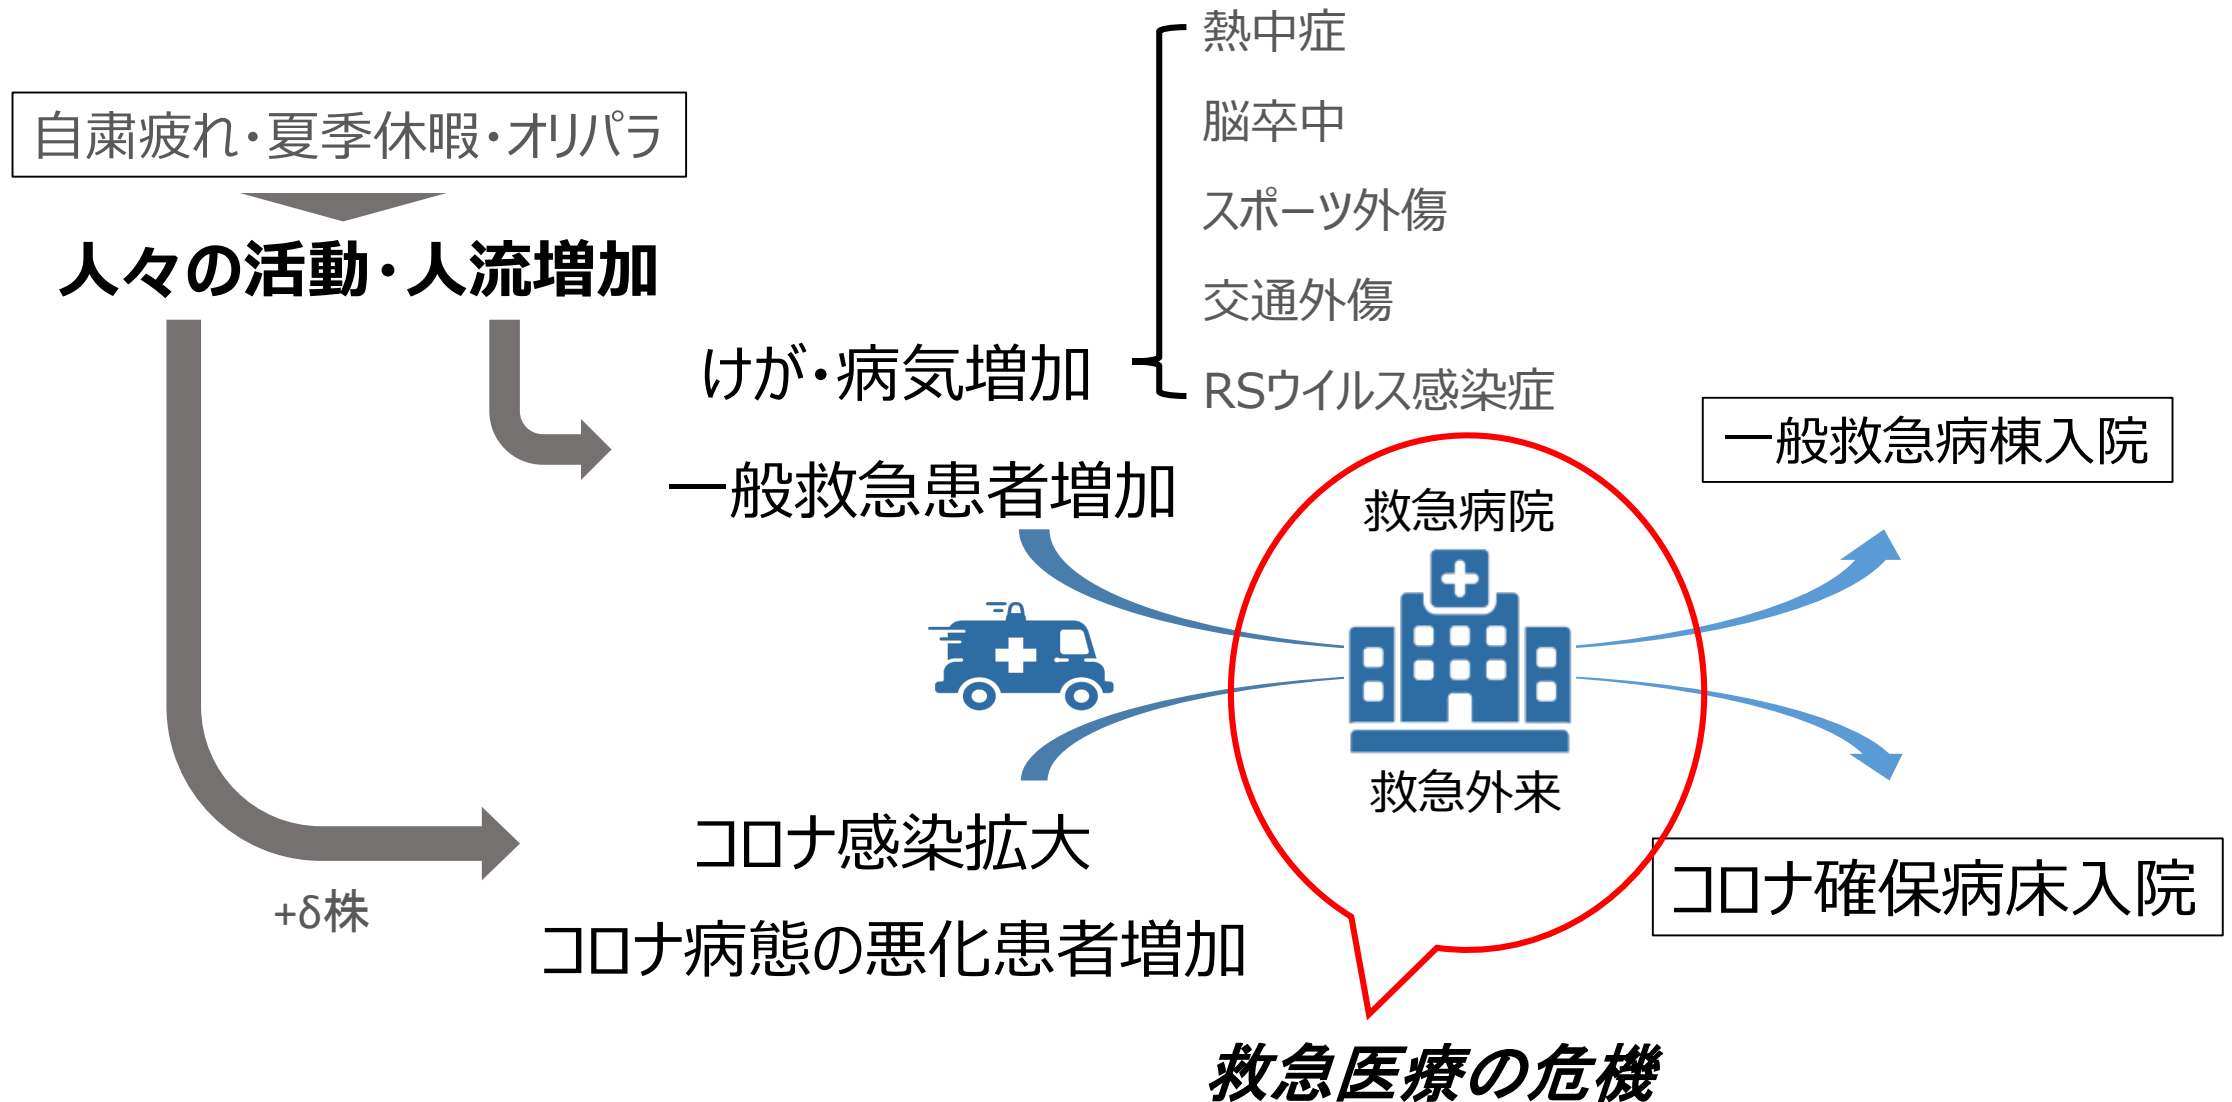 自粛疲れ・夏季休暇・オリパラ
人々の活動・人流増加
けが・病気増加
熱中症
脳卒中
スポーツ外傷
交通外傷
RSウイルス感染症
一般救急患者増加
救急病院
救急外来
一般救急病棟入院
コロナ確保病床入院
+δ株
コロナ感染拡大
コロナ病態の悪化患者増加
救急医療の危機